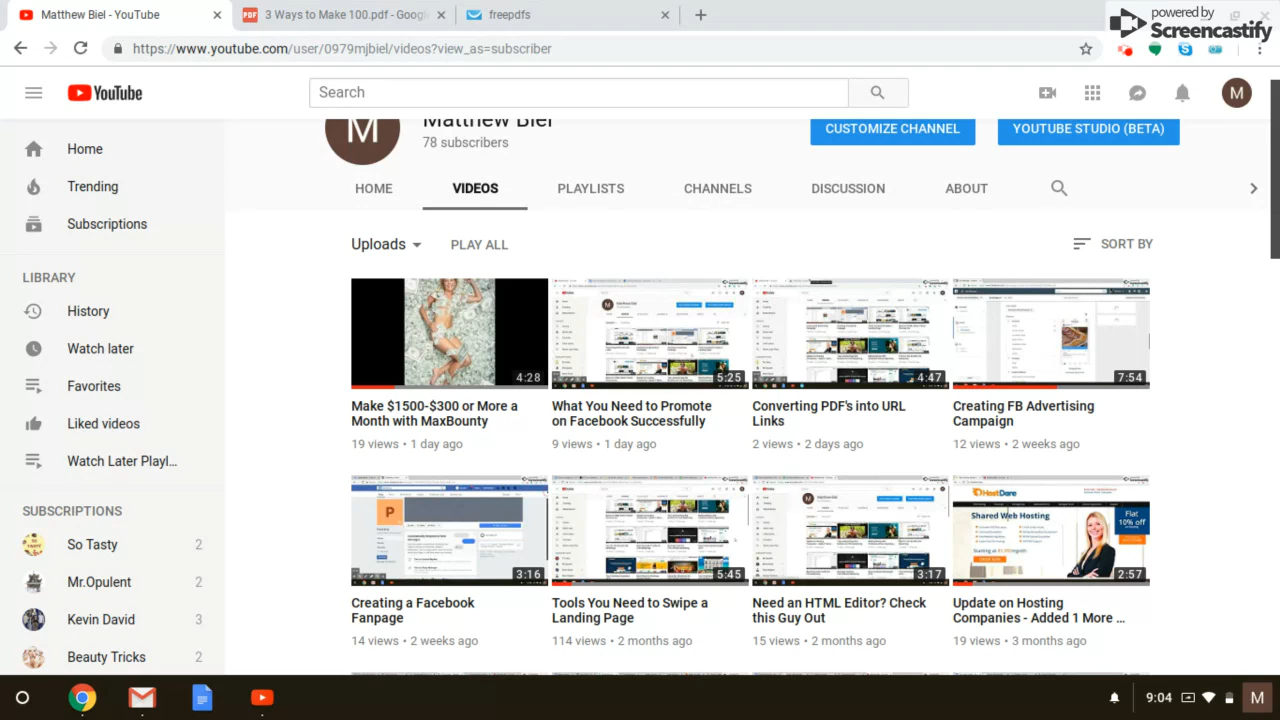 Matthew Biel - YouTube
3 Ways to Make 100.pdf - Googl
freepdfs
powered by
Screencastify
https://www.youtube.com/user/0979mjbiel/videos?view_as=subscriber
YouTube
Search
M
M
Matthew Biel
78 subscribers
CUSTOMIZE CHANNEL
YOUTUBE STUDIO (BETA)
HOME
VIDEOS
PLAYLISTS
CHANNELS
DISCUSSION
ABOUT
Home
Trending
Subscriptions
LIBRARY
History
Watch later
Favorites
Liked videos
Watch Later Playl...
SUBSCRIPTIONS
So Tasty 2
Mr.Opulent 2
Kevin David 3
Beauty Tricks 2
Uploads
PLAY ALL
SORT BY
4:28
5:25
4:47
7:54
Make $1500-$300 or More a
Month with MaxBounty
19 views • 1 day ago
What You Need to Promote
on Facebook Successfully
9 views • 1 day ago
Converting PDF's into URL
Links
2 views • 2 days ago
Creating FB Advertising
Campaign
12 views • 2 weeks ago
P
3:16
5:45
3:17
HostDare
Shared Web Hosting
Flat
10% off
2:57
Creating a Facebook
Fanpage
14 views • 2 weeks ago
Tools You Need to Swipe a
Landing Page
114 views • 2 months ago
Need an HTML Editor? Check
this Guy Out
15 views • 2 months ago
Update on Hosting
Companies - Added 1 More ...
19 views • 3 months ago
9:04
M